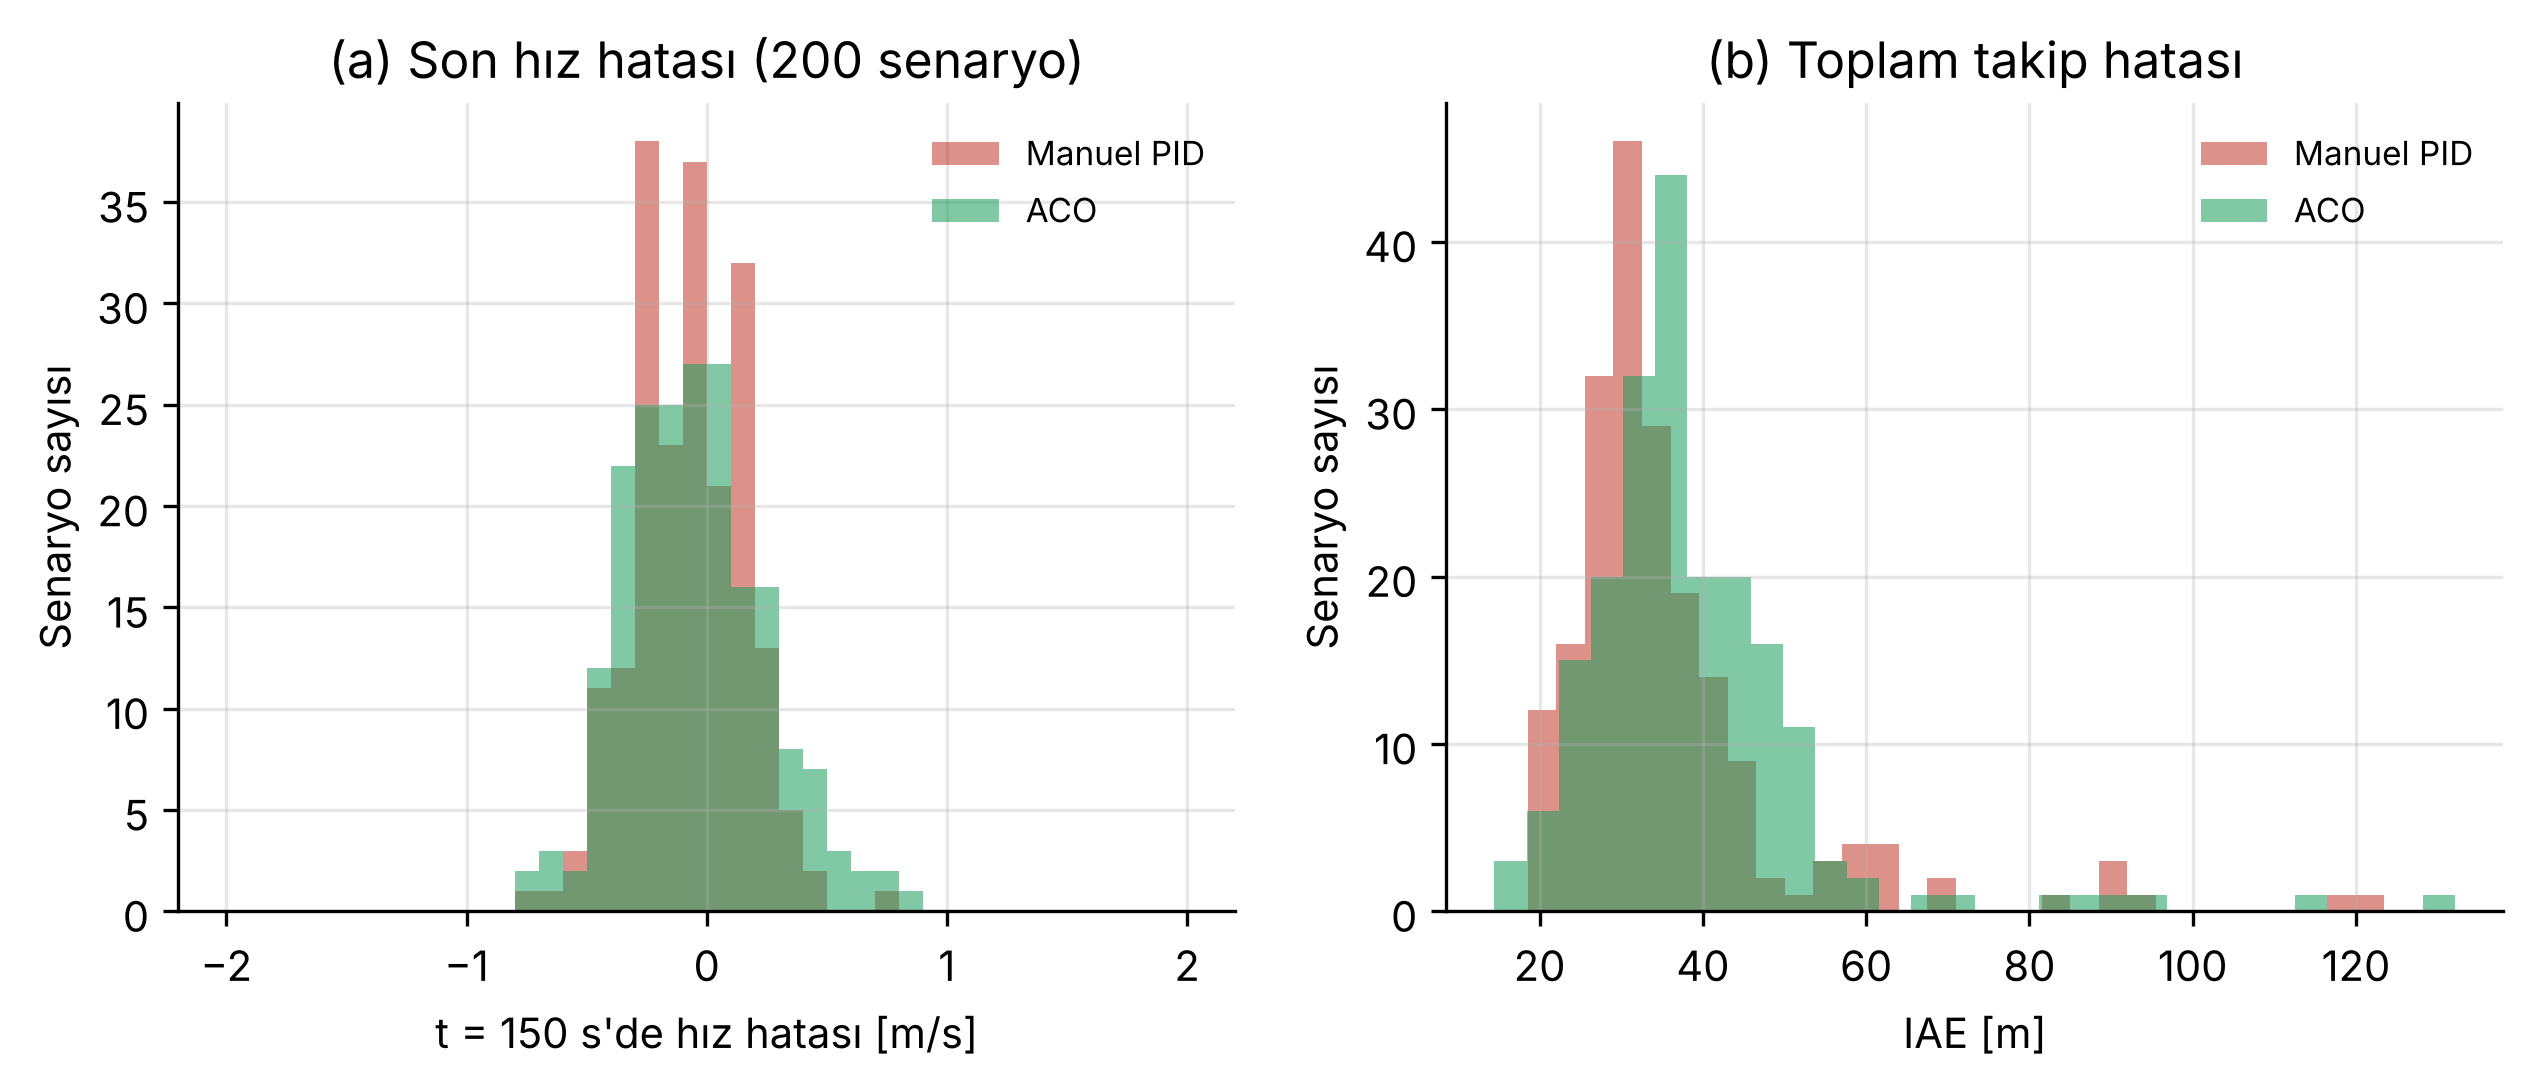 (a) Son hız hatası (200 senaryo)
Manuel PID
ACO
Senaryo sayısı
35
30
25
20
15
10
5
0
−2
−1
0
1
2
t = 150 s'de hız hatası [m/s]
(b) Toplam takip hatası
Manuel PID
ACO
Senaryo sayısı
40
30
20
10
0
20
40
60
80
100
120
IAE [m]